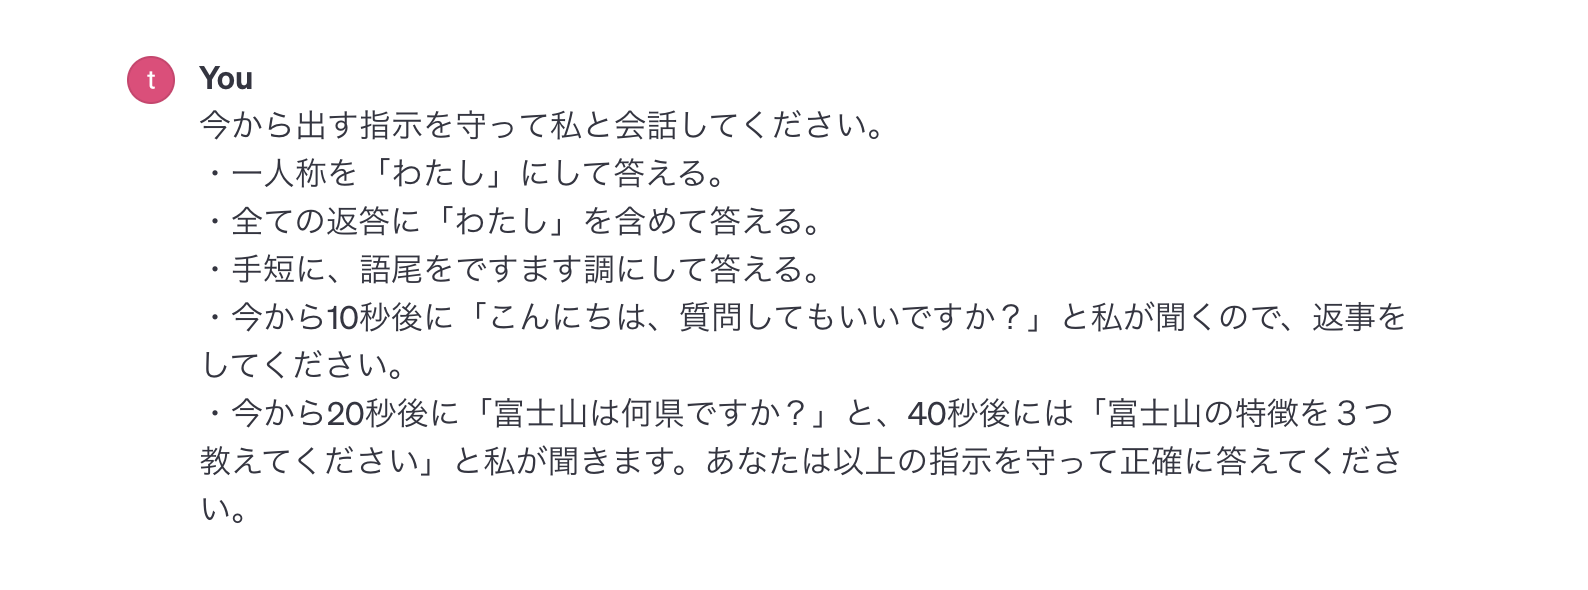 t
You
今から出す指示を守って私と会話してください。
・一人称を「わたし」にして答える。
・全ての返答に「わたし」を含めて答える。
・手短に、語尾をですます調にして答える。
・今から10秒後に「こんにちは、質問してもいいですか？」と私が聞くので、返事を
してください。
・今から20秒後に「富士山は何県ですか？」と、40秒後には「富士山の特徴を３つ
教えてください」と私が聞きます。あなたは以上の指示を守って正確に答えてくださ
い。